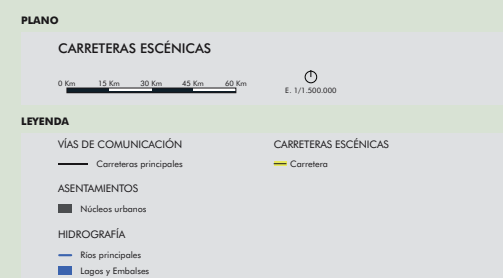 PLANO
CARRETERAS ESCÉNICAS
0 Km 15 Km 30 Km 45 Km 60 Km
E. 1/1.500.000
LEYENDA
VÍAS DE COMUNICACIÓN
Carreteras principales
CARRETERAS ESCÉNICAS
Carretera
ASENTAMIENTOS
Núcleos urbanos
HIDROGRAFÍA
Ríos principales
Lagos y Embalses